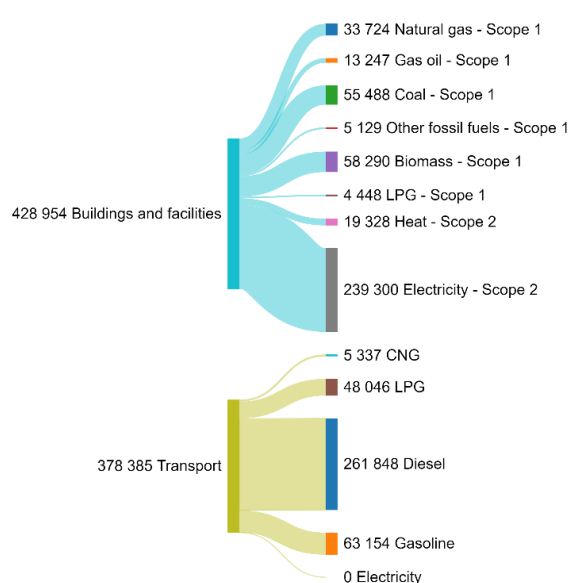 33 724 Natural gas - Scope 1
13 247 Gas oil - Scope 1
55 488 Coal - Scope 1
5 129 Other fossil fuels - Scope 1
58 290 Biomass - Scope 1
4 448 LPG - Scope 1
428 954 Buildings and facilities
19 328 Heat - Scope 2
239 300 Electricity - Scope 2
5 337 CNG
48 046 LPG
378 385 Transport
261 848 Diesel
63 154 Gasoline
0 Electricity